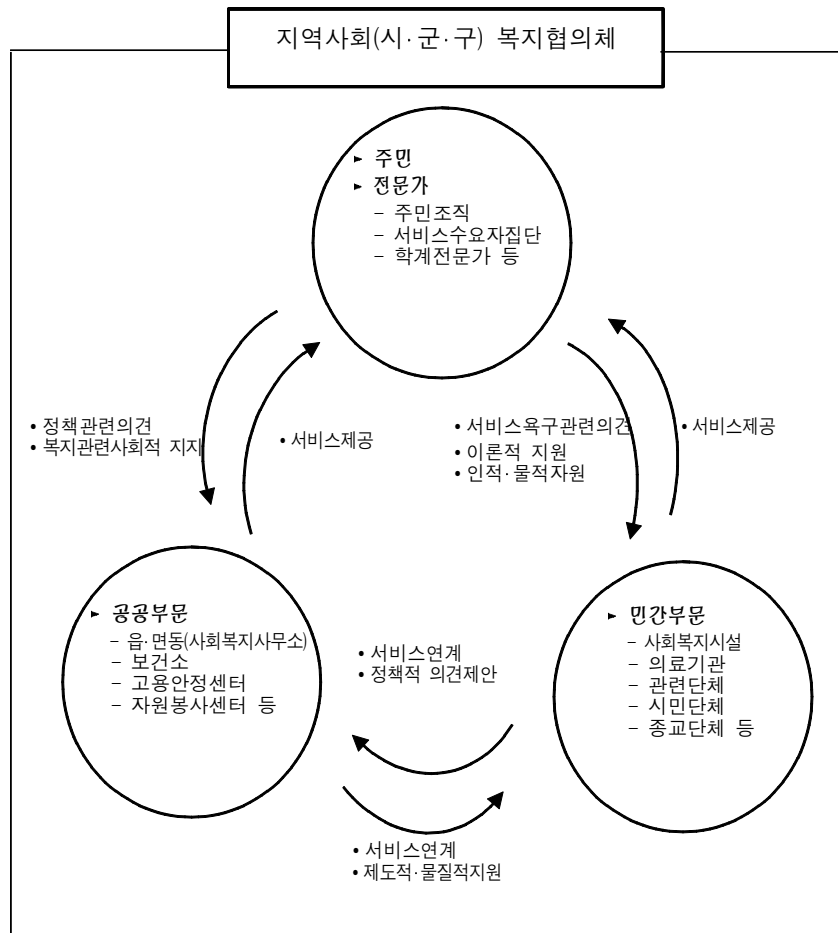 지역사회(시·군·구) 복지협의체
► 주민
► 전문가
– 주민조직
– 서비스수요자집단
– 학계전문가 등
• 정책관련의견
• 복지관련사회적 지지
• 서비스제공
• 서비스욕구관련의견
• 이론적 지원
• 인적·물적자원
• 서비스제공
► 공공부문
– 읍·면동(사회복지사무소)
– 보건소
– 고용안정센터
– 자원봉사센터 등
• 서비스연계
• 정책적 의견제안
► 민간부문
– 사회복지시설
– 의료기관
– 관련단체
– 시민단체
– 종교단체 등
• 서비스연계
• 제도적·물질적지원